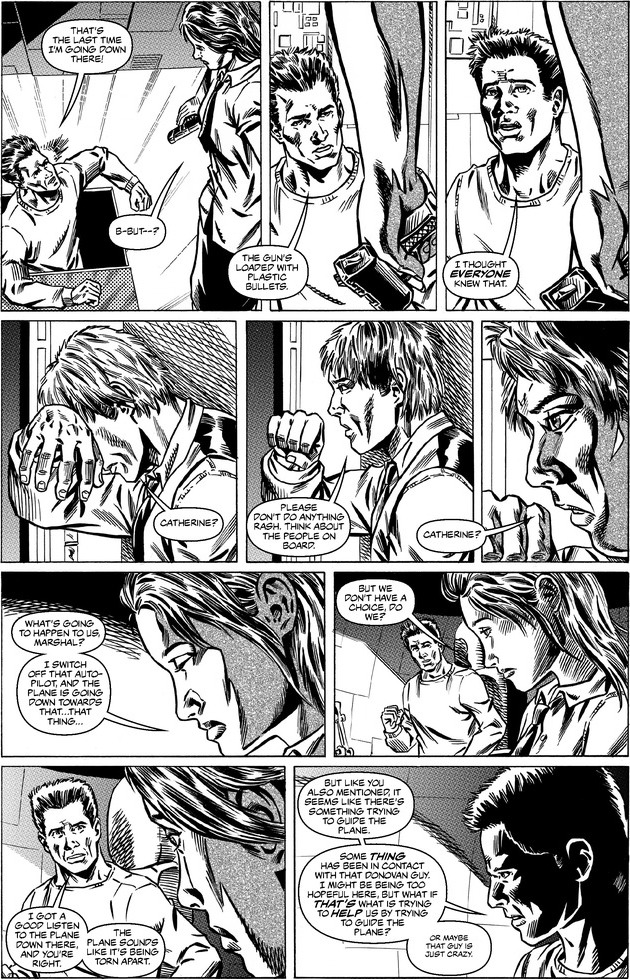 THAT'S
THE LAST TIME
I'M GOING DOWN
THERE!
B-BUT--?
THE GUN'S
LOADED WITH
PLASTIC
BULLETS.
I THOUGHT
EVERYONE
KNEW THAT.
CATHERINE?
PLEASE
DON'T DO ANYTHING
RASH. THINK ABOUT
THE PEOPLE ON
BOARD.
CATHERINE?
WHAT'S GOING
TO HAPPEN TO US,
MARSHAL?
I SWITCH
OFF THAT AUTO-
PILOT, AND THE
PLANE IS GOING
DOWN TOWARDS
THAT...THAT
THING...
BUT WE
DON'T HAVE A
CHOICE, DO
WE?
I GOT A
GOOD LISTEN
TO THE PLANE
DOWN THERE,
AND YOU'RE
RIGHT.
THE
PLANE SOUNDS
LIKE IT'S BEING
TORN APART.
BUT LIKE YOU
ALSO MENTIONED, IT
SEEMS LIKE THERE'S
SOMETHING TRYING
TO GUIDE THE
PLANE.
SOME THING
HAS BEEN IN CONTACT
WITH THAT DONOVAN GUY.
I MIGHT BE BEING TOO
HOPEFUL HERE, BUT WHAT IF
THAT'S WHAT IS TRYING
TO HELP US BY TRYING
TO GUIDE THE
PLANE?
OR MAYBE
THAT GUY IS
JUST CRAZY.